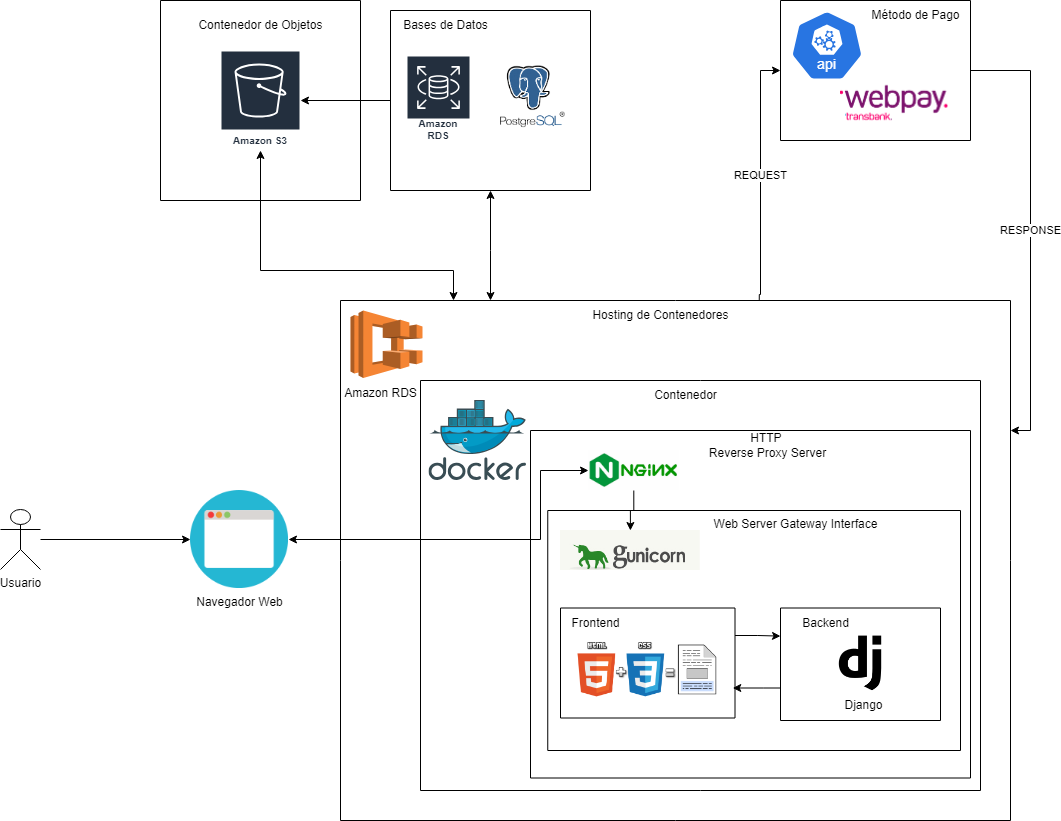 Contenedor de Objetos
Amazon S3
Bases de Datos
Amazon
RDS
PostgreSQL®
Método de Pago
api
webpay.
transbank.
REQUEST
RESPONSE
Hosting de Contenedores
Amazon RDS
Contenedor
docker
HTTP
Reverse Proxy Server
NGINX
Web Server Gateway Interface
gunicorn
Frontend
HTML
5
+
CSS
3
=
Backend
dj
Django
Usuario
Navegador Web